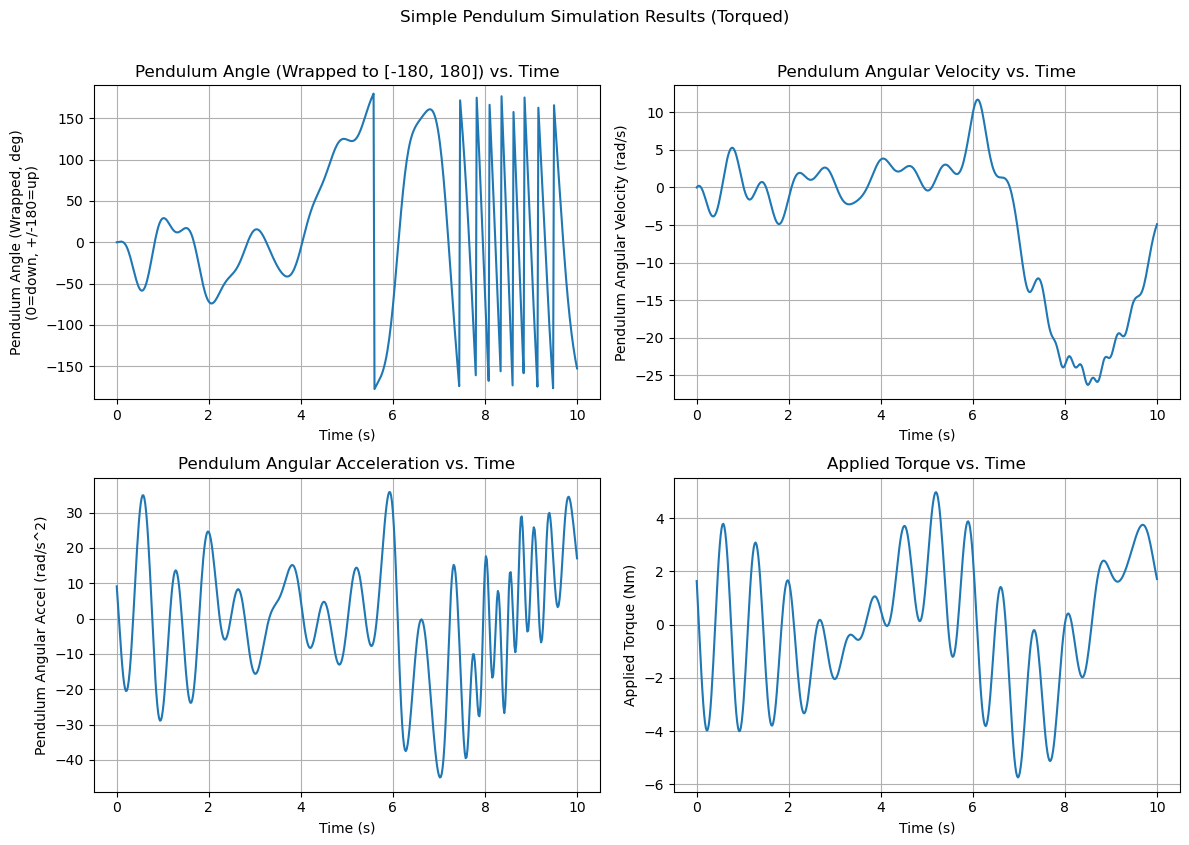 Simple Pendulum Simulation Results (Torqued)
Pendulum Angle (Wrapped to [-180, 180]) vs. Time
Pendulum Angle (Wrapped, deg)
(0=down, +/-180=up)
150
100
50
0
−50
−100
−150
0 2 4 6 8 10
Time (s)
Pendulum Angular Velocity vs. Time
Pendulum Angular Velocity (rad/s)
10
5
0
−5
−10
−15
−20
−25
0 2 4 6 8 10
Time (s)
Pendulum Angular Acceleration vs. Time
Pendulum Angular Accel (rad/s^2)
30
20
10
0
−10
−20
−30
−40
0 2 4 6 8 10
Time (s)
Applied Torque vs. Time
Applied Torque (Nm)
4
2
0
−2
−4
−6
0 2 4 6 8 10
Time (s)